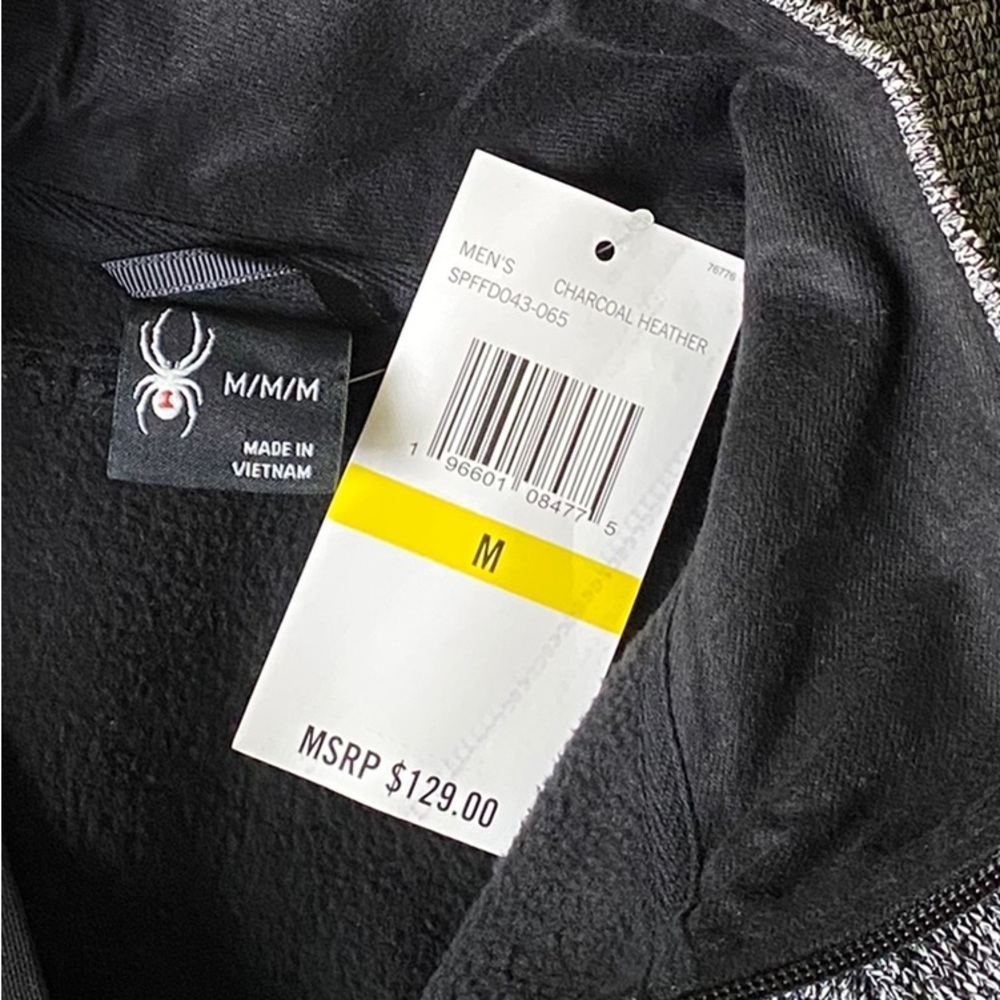 M/M/M
MADE IN
VIETNAM
76776
MEN'S
CHARCOAL HEATHER
SPFFD043-065
1 96601 08477 5
M
MSRP $129.00